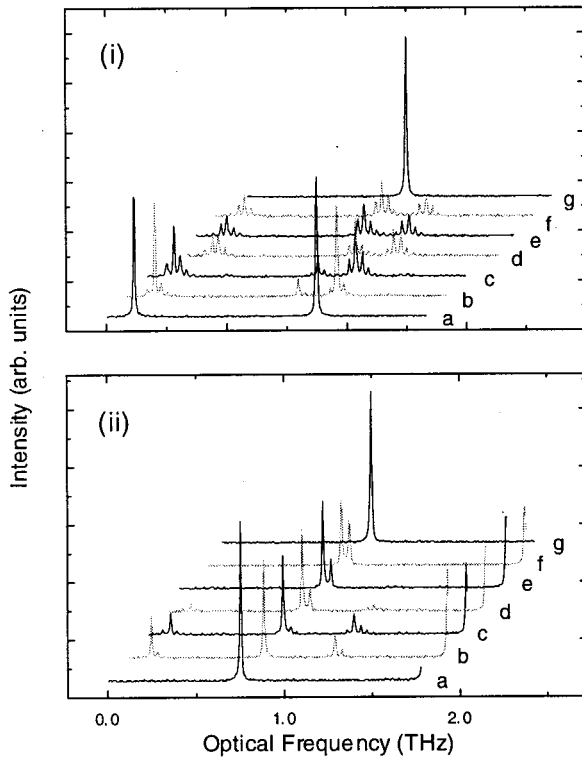 (i)
g
f
e
d
c
b
a
Intensity (arb. units)
(ii)
g
f
e
d
c
b
a
0.0 1.0 2.0
Optical Frequency (THz)